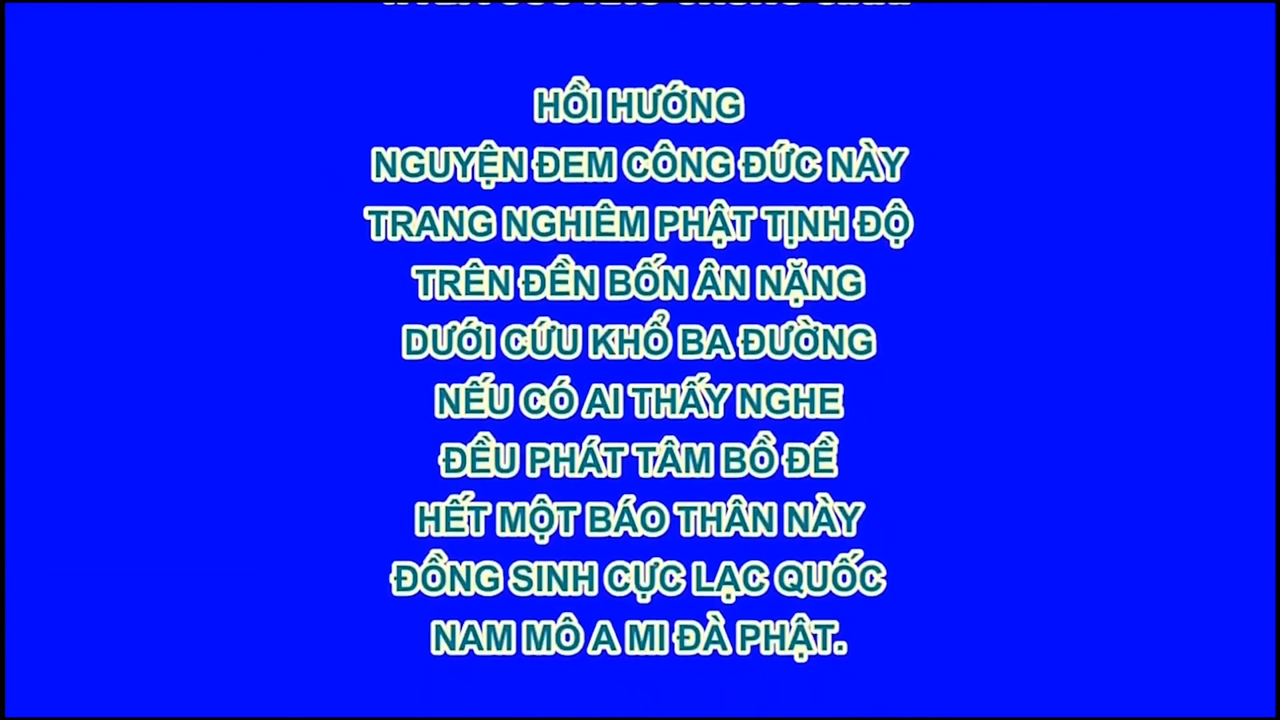 HỒI HƯỚNG
NGUYỆN ĐEM CÔNG ĐỨC NÀY
TRANG NGHIÊM PHẬT TỊNH ĐỘ
TRÊN ĐỀN BỐN ÂN NẶNG
DƯỚI CỨU KHỔ BA ĐƯỜNG
NẾU CÓ AI THẤY NGHE
ĐỀU PHÁT TÂM BỒ ĐỀ
HẾT MỘT BÁO THÂN NÀY
ĐỒNG SINH CỰC LẠC QUỐC
NAM MÔ A MI ĐÀ PHẬT.